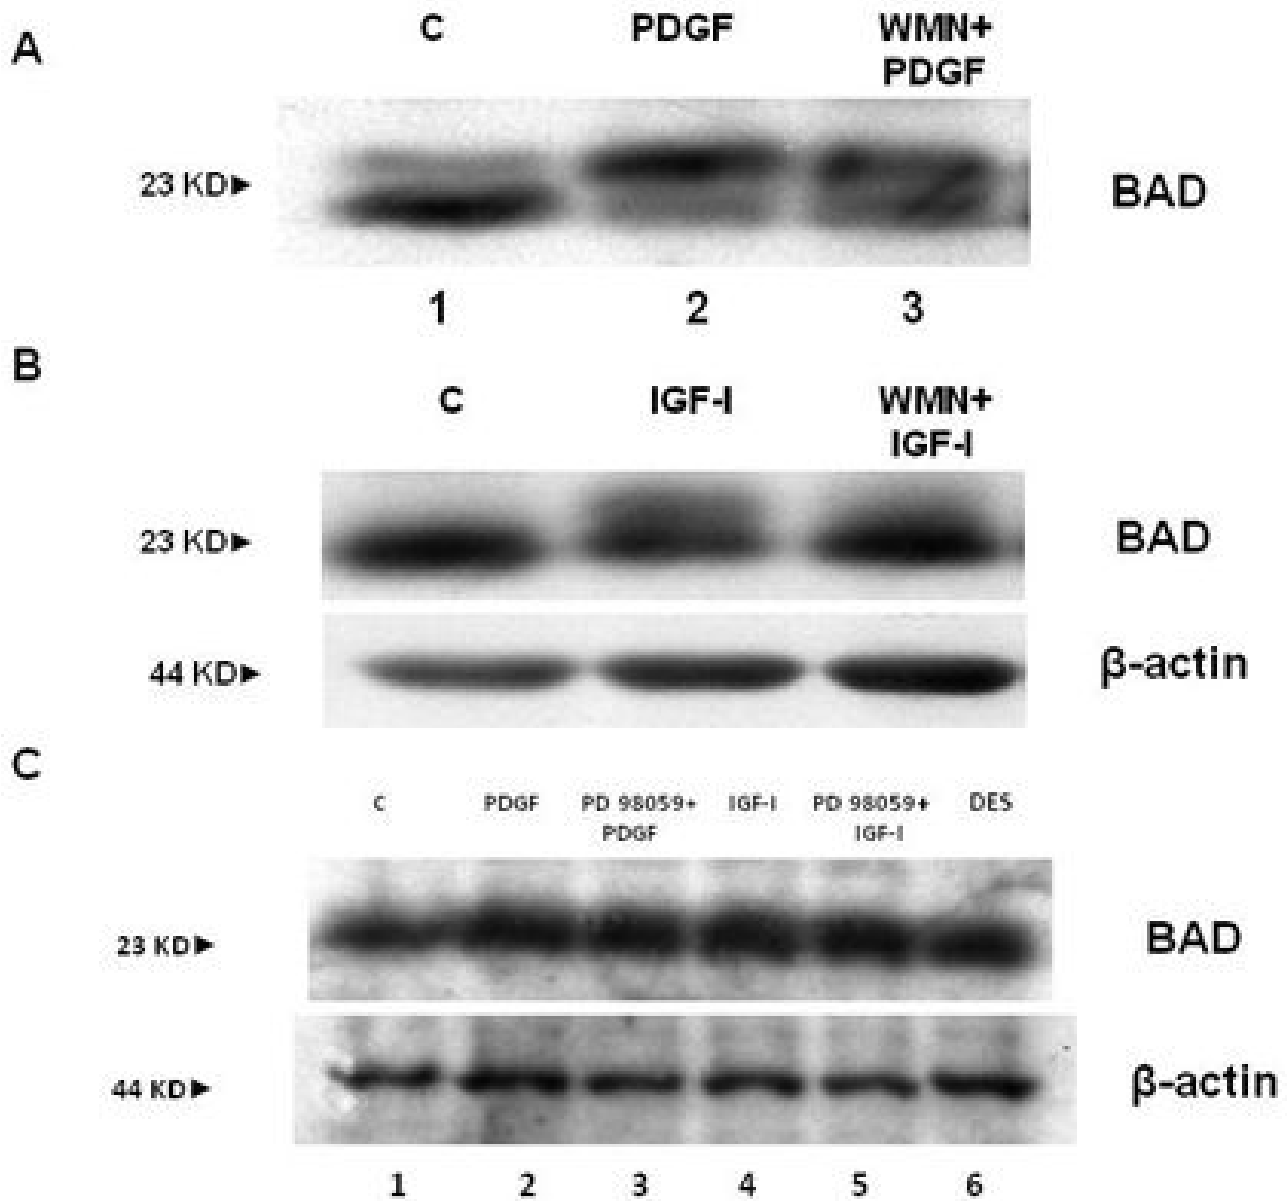 A
C PDGF WMN+
PDGF
23 KD► BAD
1 2 3
B
C IGF-I WMN+
IGF-I
23 KD► BAD
44 KD► β-actin
C
C PDGF PD 98059+ IGF-I PD 98059+ DES
PDGF IGF-I
23 KD► BAD
44 KD► β-actin
1 2 3 4 5 6